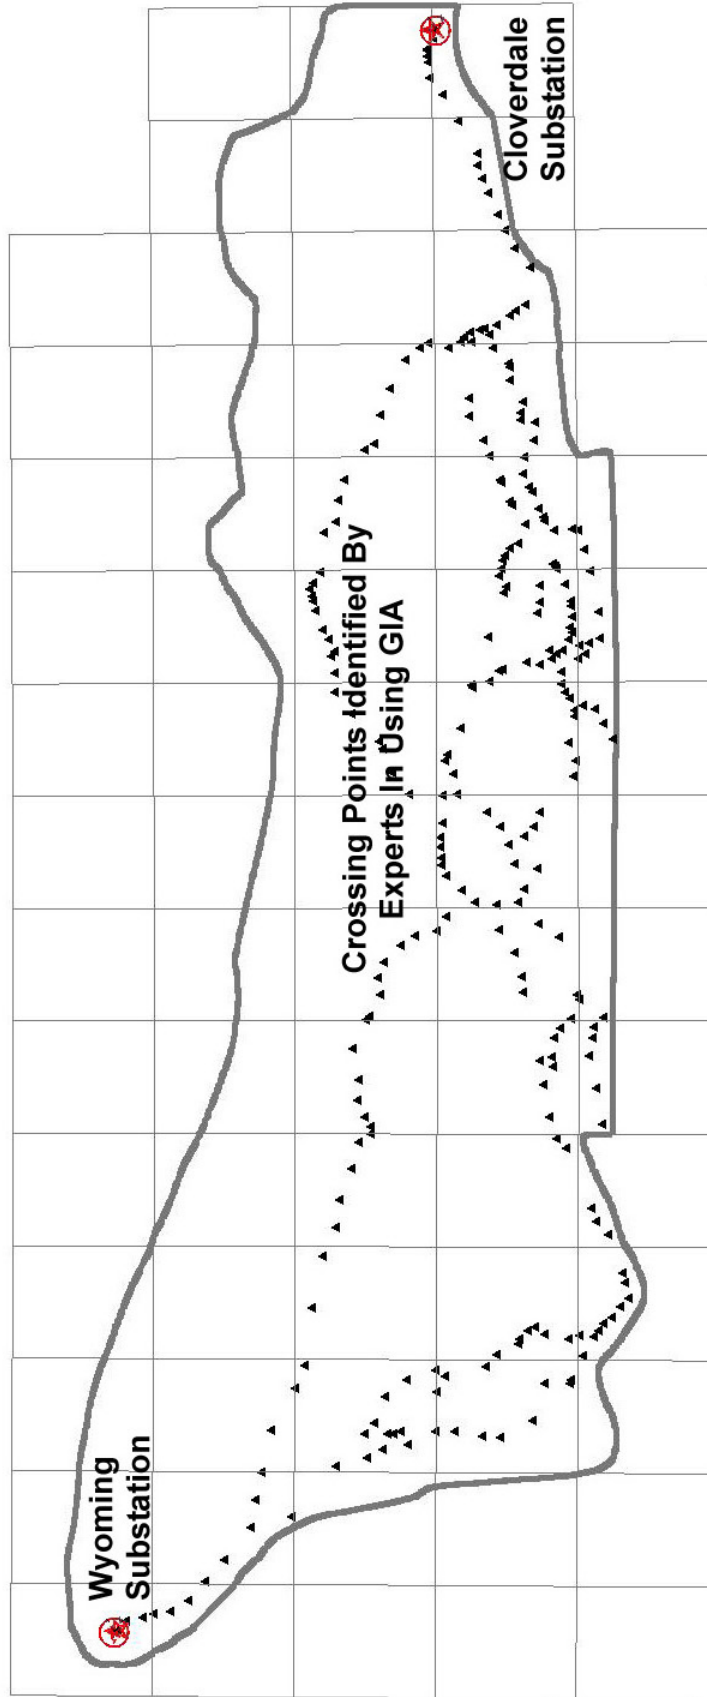 Wyoming
Substation
Crossing Points Identified By
Experts In Using GIA
Cloverdale
Substation